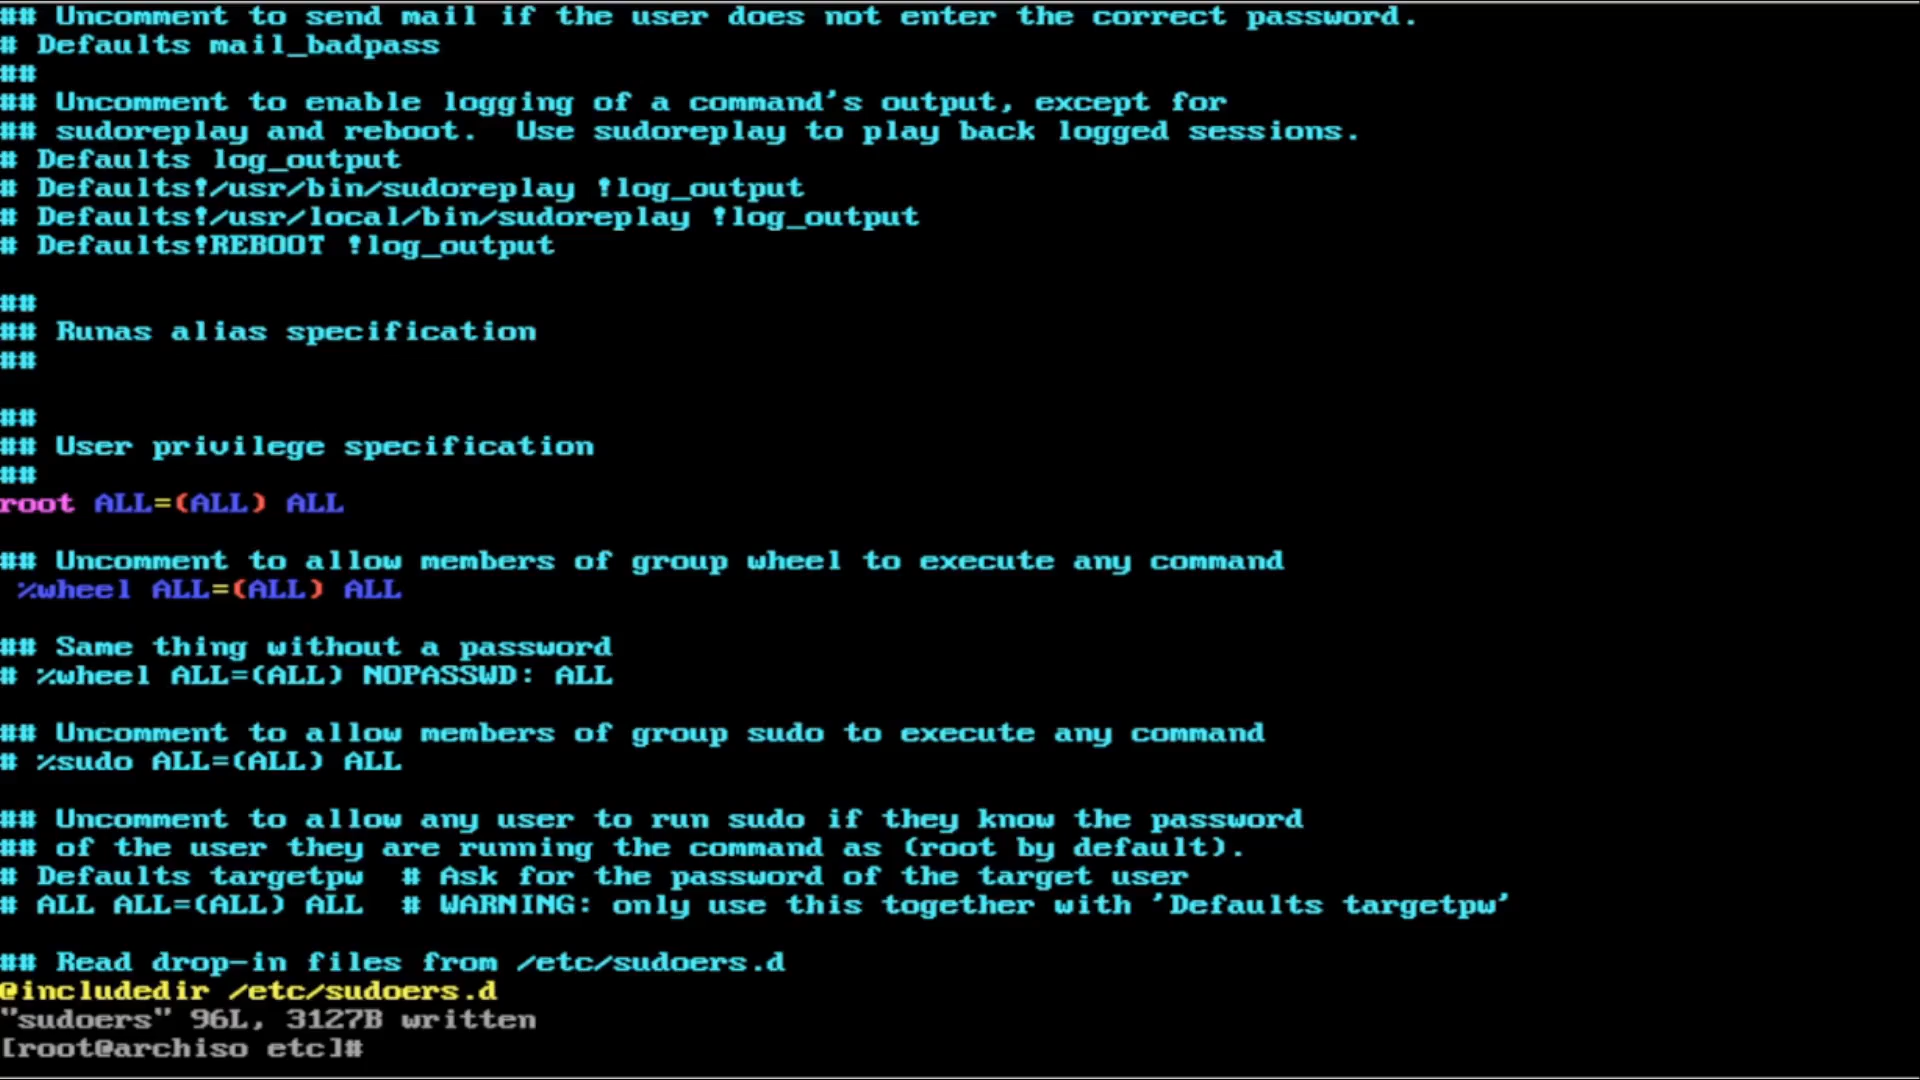 ## Uncomment to send mail if the user does not enter the correct password.
# Defaults mail_badpass
##
## Uncomment to enable logging of a command's output, except for
## sudoreplay and reboot.  Use sudoreplay to play back logged sessions.
# Defaults log_output
# Defaults!/usr/bin/sudoreplay !log_output
# Defaults!/usr/local/bin/sudoreplay !log_output
# Defaults!REBOOT !log_output
##
## Runas alias specification
##
##
## User privilege specification
##
root ALL=(ALL) ALL
## Uncomment to allow members of group wheel to execute any command
 %wheel ALL=(ALL) ALL
## Same thing without a password
# %wheel ALL=(ALL) NOPASSWD: ALL
## Uncomment to allow members of group sudo to execute any command
# %sudo ALL=(ALL) ALL
## Uncomment to allow any user to run sudo if they know the password
## of the user they are running the command as (root by default).
# Defaults targetpw  # Ask for the password of the target user
# ALL ALL=(ALL) ALL  # WARNING: only use this together with 'Defaults targetpw'
## Read drop-in files from /etc/sudoers.d
@includedir /etc/sudoers.d
"sudoers" 96L, 3127B written
[root@archiso etc]#